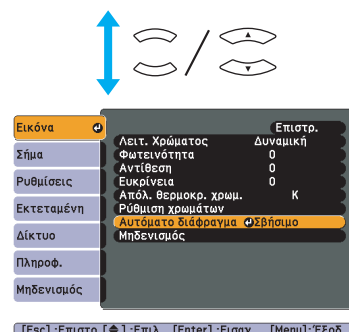 Εικόνα
Σήμα
Ρυθμίσεις
Εκτεταμένη
Δίκτυο
Πληροφ.
Μηδενισμός
Επιστρ.
Λειτ. Χρώματος Δυναμική
Φωτεινότητα 0
Αντίθεση 0
Ευκρίνεια 0
Απόλ. θερμοκρ. χρωμ. Κ
Ρύθμιση χρωμάτων
Αυτόματο διάφραγμα Σβήσιμο
Μηδενισμός
[Esc] :Επιστο [◆] :Επιλ. [Enter] :Εισαγ. [Menu]:Έξοδ